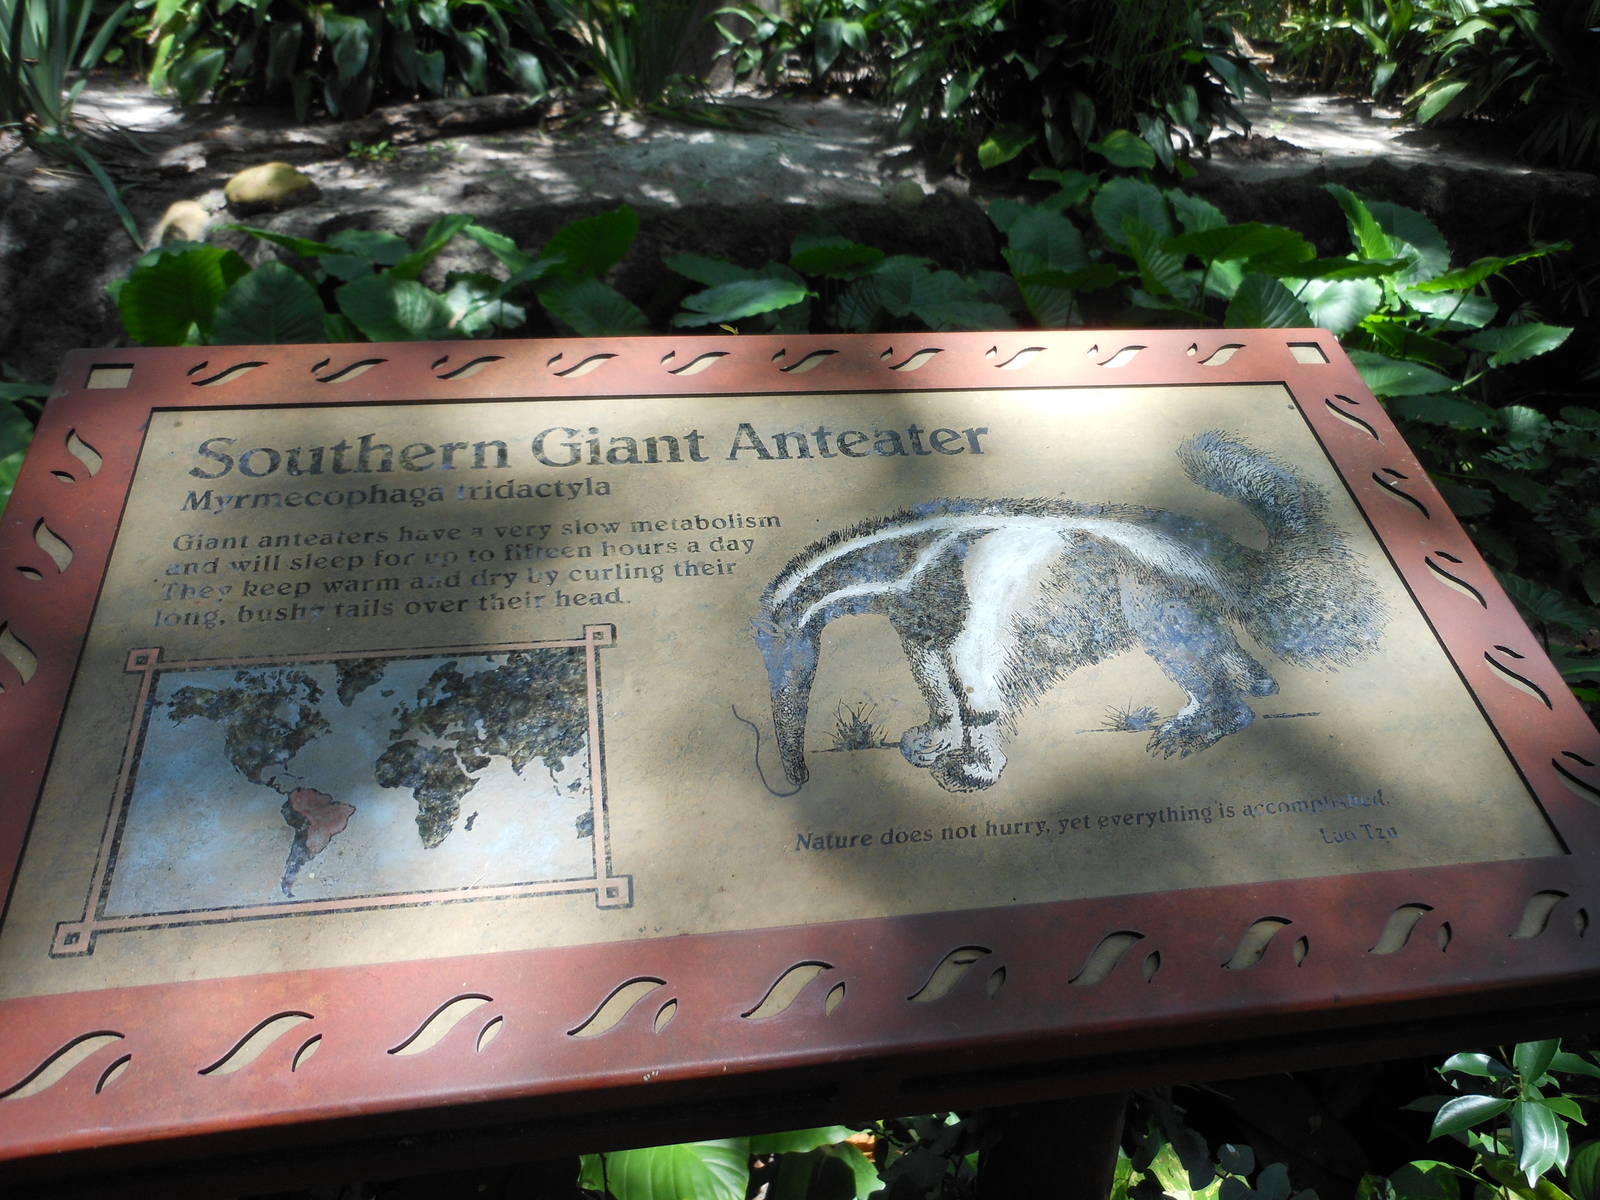 Southern Giant Anteater
Myrmecophaga tridactyla
Giant anteaters have a very slow metabolism
and will sleep for up to fifteen hours a day
They keep warm and dry by curling their
long, bushy tails over their head.
Nature does not hurry, yet everything is accomplished.
Lao Tzu